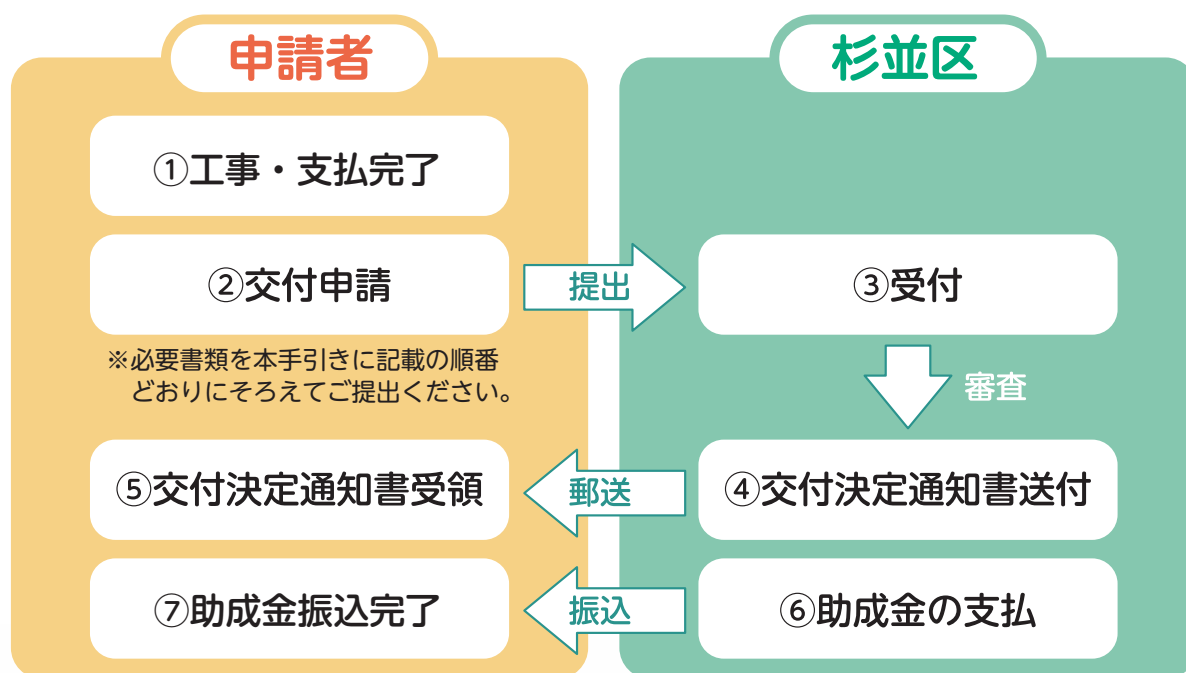 申請者
杉並区
①工事・支払完了
②交付申請
提出
③受付
※必要書類を本手引きに記載の順番
どおりにそろえてご提出ください。
審査
⑤交付決定通知書受領
郵送
④交付決定通知書送付
⑦助成金振込完了
振込
⑥助成金の支払